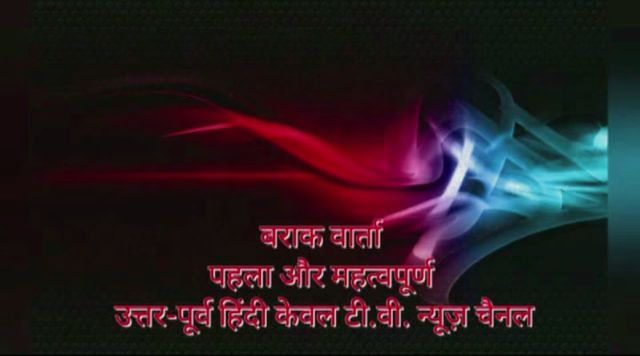 बराक वार्ता
पहला और महत्वपूर्ण
उत्तर-पूर्व हिंदी केवल टी.वी. न्यूज़ चैनल